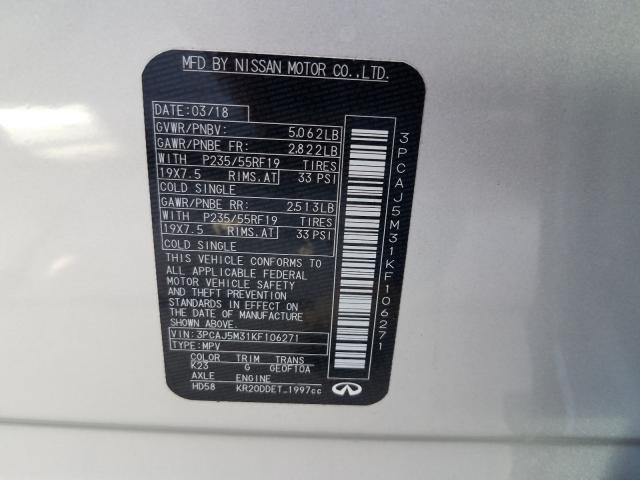 MFD BY NISSAN MOTOR CO.,LTD.
DATE: 03/18
GVWR/PNBV: 5.062LB
GAWR/PNBE FR: 2.822LB
WITH P235/55RF19 TIRES
19X7.5 RIMS.AT 33 PSI
COLD SINGLE
GAWR/PNBE RR: 2.513LB
WITH P235/55RF19 TIRES
19X7.5 RIMS.AT 33 PSI
COLD SINGLE
THIS VEHICLE CONFORMS TO
ALL APPLICABLE FEDERAL
MOTOR VEHICLE SAFETY
AND THEFT PREVENTION
STANDARDS IN EFFECT ON
THE DATE OF MANUFACTURE
SHOWN ABOVE.
VIN: 3PCAJ5M31KF106271
TYPE: MPV
COLOR TRIM TRANS
K23 G GEOF10A
AXLE ENGINE
HD58 KR20DDET 1997cc
3PCAJ5M31KF106271